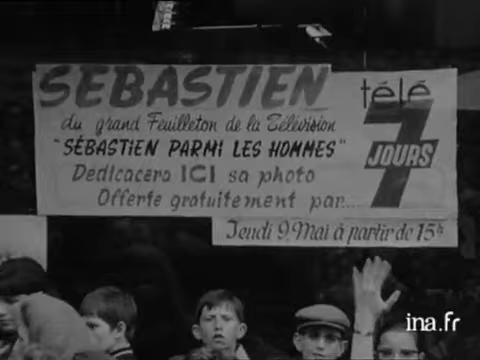 SÉBASTIEN
du grand Feuilleton de la Télévision
"SÉBASTIEN PARMI LES HOMMES"
Dedicacera ICI sa photo
Offerte gratuitement par...
télé
7
JOURS
Jeudi 9 Mai à partir de 15h
ina.fr